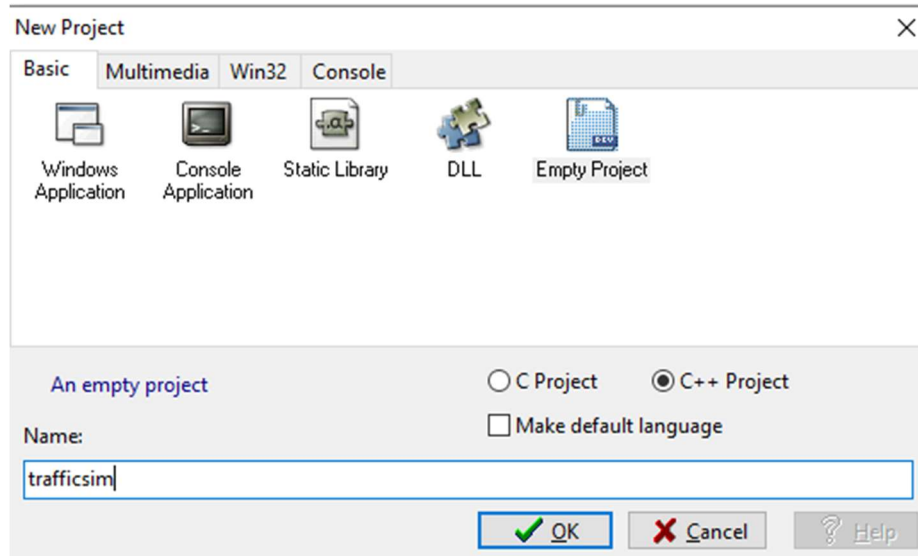 New Project
Basic Multimedia Win32 Console
Windows Application
Console Application
Static Library
DLL
Empty Project
An empty project
C Project
C++ Project
Make default language
Name:
trafficsim
OK
Cancel
Help